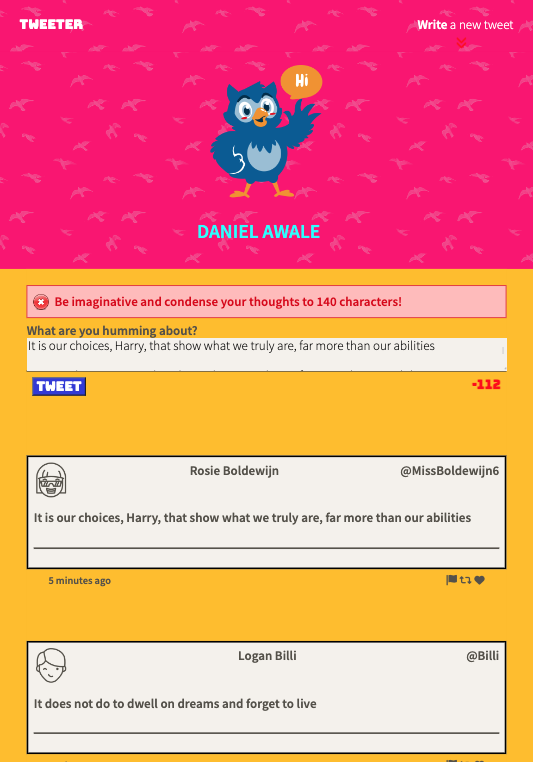 TWEETER
Write a new tweet
Hi
DANIEL AWALE
Be imaginative and condense your thoughts to 140 characters!
What are you humming about?
It is our choices, Harry, that show what we truly are, far more than our abilities
TWEET
-112
Rosie Boldewijn
@MissBoldewijn6
It is our choices, Harry, that show what we truly are, far more than our abilities
5 minutes ago
Logan Billi
@Billi
It does not do to dwell on dreams and forget to live